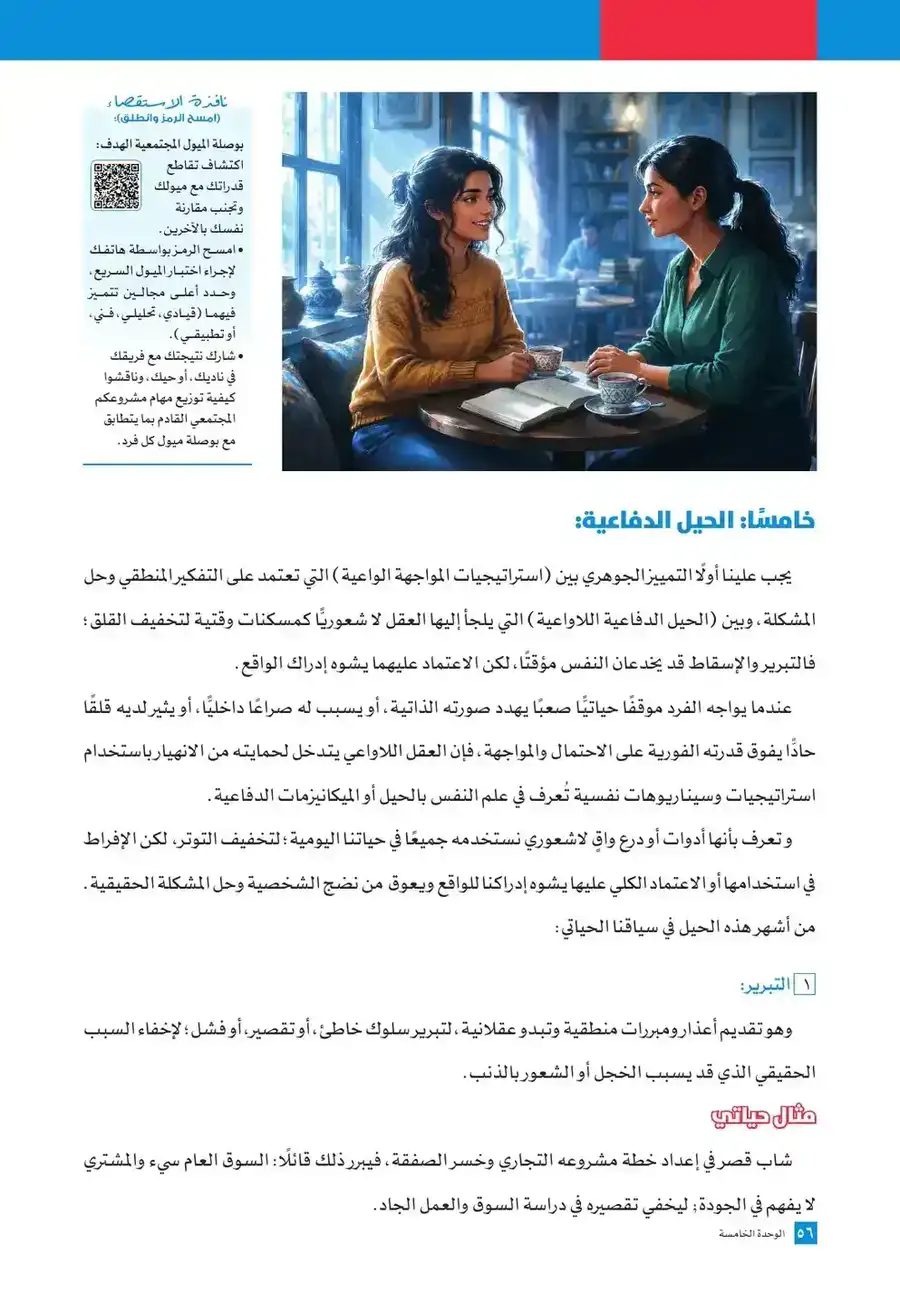 نافذة الاستقصاء
(امسح الرمز وانطلق):
بوصلة الميول المجتمعية الهدف:
اكتشاف تقاطع
قدراتك مع ميولك
وتجنب مقارنة
نفسك بالآخرين.
• امسح الرمز بواسطة هاتفك
لإجراء اختبار الميول السريع،
وحدد أعلى مجالين تتميز
فيهما (قيادي، تحليلي، فني،
أو تطبيقي).
• شارك نتيجتك مع فريقك
في ناديك، أو حيك، وناقشوا
كيفية توزيع مهام مشروعكم
المجتمعي القادم بما يتطابق
مع بوصلة ميول كل فرد.
خامسًا: الحيل الدفاعية:
يجب علينا أولًا التمييز الجوهري بين (استراتيجيات المواجهة الواعية) التي تعتمد على التفكير المنطقي وحل
المشكلة، وبين (الحيل الدفاعية اللاواعية) التي يلجأ إليها العقل لا شعوريًّا كمسكنات وقتية لتخفيف القلق؛
فالتبرير والإسقاط قد يخدعان النفس مؤقتًا، لكن الاعتماد عليهما يشوه إدراك الواقع.
عندما يواجه الفرد موقفًا حياتيًّا صعبًا يهدد صورته الذاتية، أو يسبب له صراعًا داخليًّا، أو يثير لديه قلقًا
حادًّا يفوق قدرته الفورية على الاحتمال والمواجهة، فإن العقل اللاواعي يتدخل لحمايته من الانهيار باستخدام
استراتيجيات وسيناريوهات نفسية تُعرف في علم النفس بالحيل أو الميكانيزمات الدفاعية.
و تعرف بأنها أدوات أو درع واقٍ لاشعوري نستخدمه جميعًا في حياتنا اليومية؛ لتخفيف التوتر، لكن الإفراط
في استخدامها أو الاعتماد الكلي عليها يشوه إدراكنا للواقع ويعوق من نضج الشخصية وحل المشكلة الحقيقية.
من أشهر هذه الحيل في سياقنا الحياتي:
١ التبرير:
وهو تقديم أعذار ومبررات منطقية وتبدو عقلانية، لتبرير سلوك خاطئ، أو تقصير، أو فشل؛ لإخفاء السبب
الحقيقي الذي قد يسبب الخجل أو الشعور بالذنب.
مثال حياتي
شاب قصر في إعداد خطة مشروعه التجاري وخسر الصفقة، فيبرر ذلك قائلًا: السوق العام سيء والمشتري
لا يفهم في الجودة; ليخفي تقصيره في دراسة السوق والعمل الجاد.
٥٦ الوحدة الخامسة